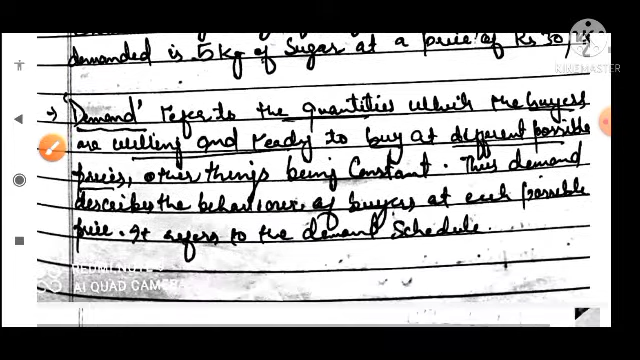 demanded is 5 kg of Sugar at a price of Rs 30/
KINEMASTER
→ 'Demand' refer to the quantities which the buyers
are willing and ready to buy at different possible
prices, other things being Constant. Thus demand
describes the behaviour of buyers at each possible
price. It refers to the demand Schedule.
REDMI NOTE
AI QUAD CAMERA